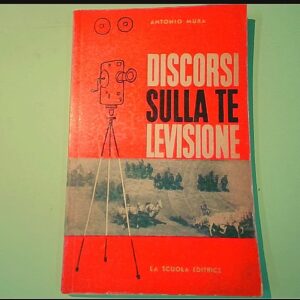 ANTONIO MURA
DISCORSI
SULLA TE
LEVISIONE
LA SCUOLA EDITRICE